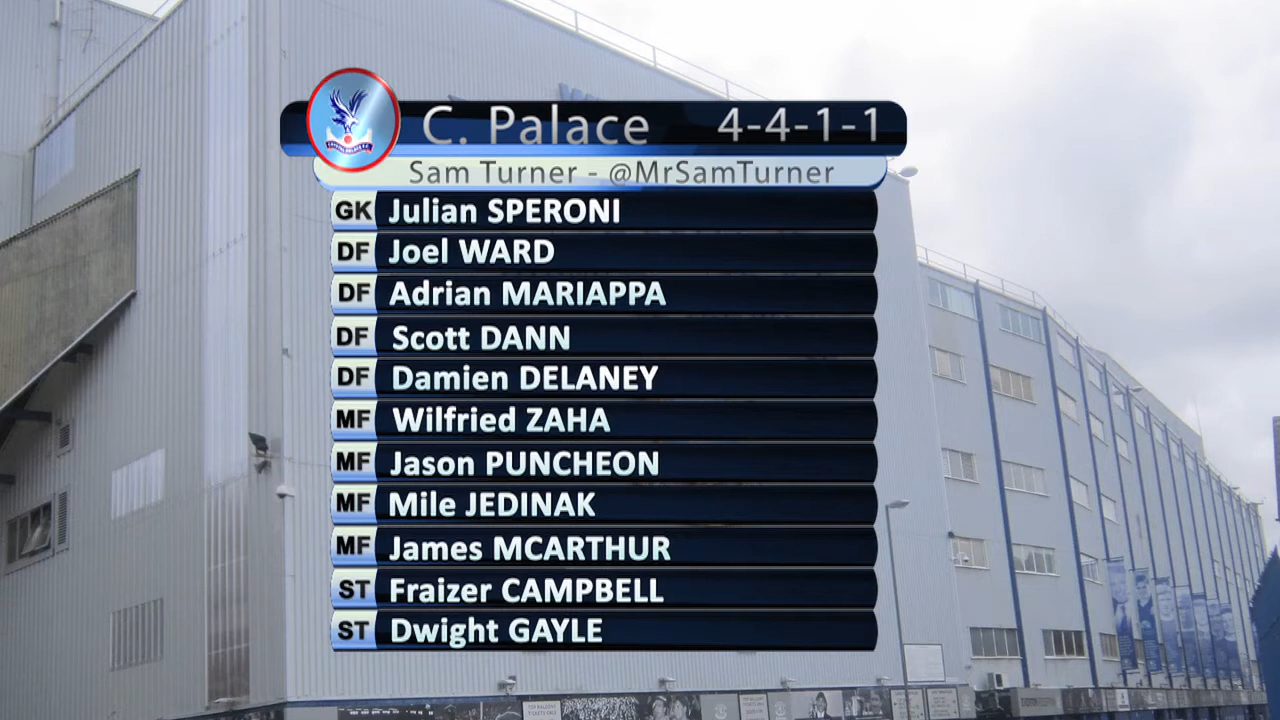 C. Palace 4-4-1-1
Sam Turner - @MrSamTurner
GK Julian SPERONI
DF Joel WARD
DF Adrian MARIAPPA
DF Scott DANN
DF Damien DELANEY
MF Wilfried ZAHA
MF Jason PUNCHEON
MF Mile JEDINAK
MF James MCARTHUR
ST Fraizer CAMPBELL
ST Dwight GAYLE